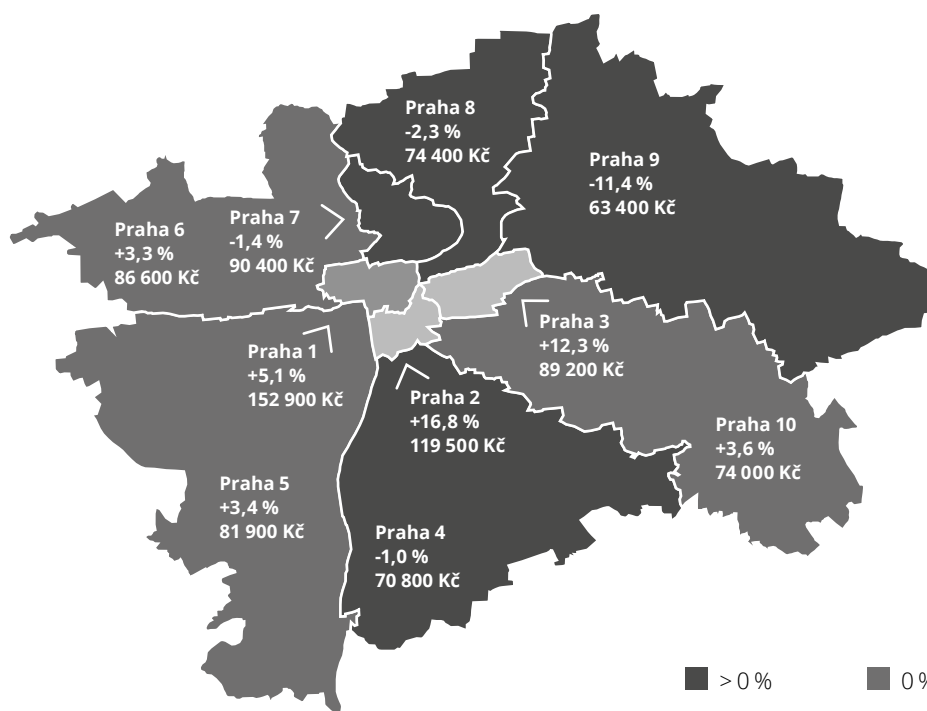 Praha 8
-2,3 %
74 400 Kč
Praha 9
-11,4 %
63 400 Kč
Praha 7
-1,4 %
90 400 Kč
Praha 6
+3,3 %
86 600 Kč
Praha 3
+12,3 %
89 200 Kč
Praha 1
+5,1 %
152 900 Kč
Praha 2
+16,8 %
119 500 Kč
Praha 10
+3,6 %
74 000 Kč
Praha 5
+3,4 %
81 900 Kč
Praha 4
-1,0 %
70 800 Kč
> 0 %
0 %